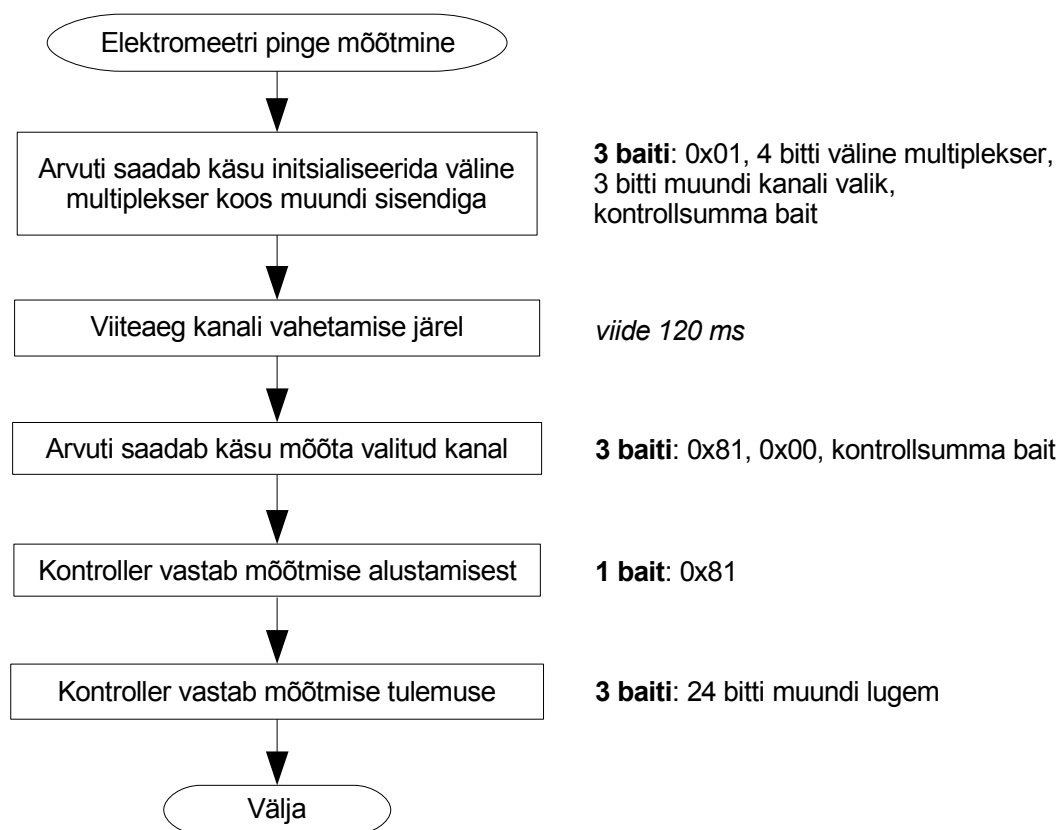 Elektromeetri pinge mõõtmine
Arvuti saadab käsu initsialiseerida väline
multiplekser koos muundi sisendiga
3 baiti: 0x01, 4 bitti väline multiplekser,
3 bitti muundi kanali valik,
kontrollsumma bait
Viiteaeg kanali vahetamise järel
viide 120 ms
Arvuti saadab käsu mõõta valitud kanal
3 baiti: 0x81, 0x00, kontrollsumma bait
Kontroller vastab mõõtmise alustamisest
1 bait: 0x81
Kontroller vastab mõõtmise tulemuse
3 baiti: 24 bitti muundi lugem
Välja